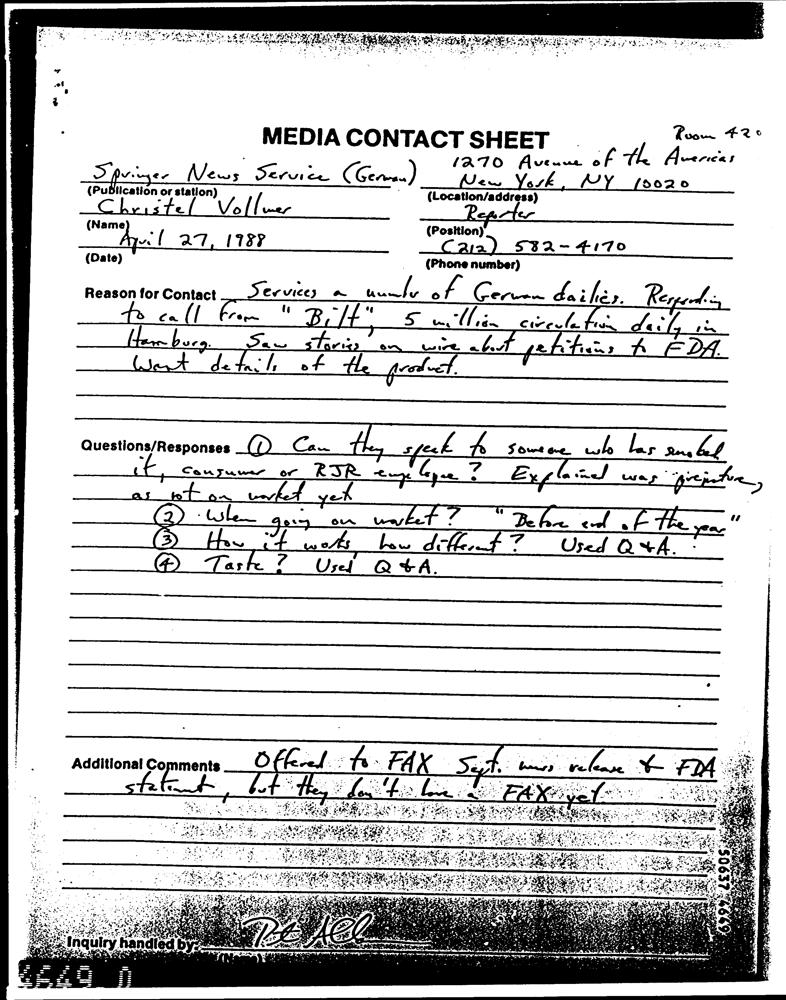 MEDIA CONTACT SHEET
Room 420
1270 Avenue of the Americas
Springer News Service (German) New York, NY 10020
(Publication or station) (Location/address)
Christel Vollmer Reporter
(Name) (Position)
April 27, 1988 (212) 582-4170
(Date) (Phone number)
Reason for Contact Services a number of German dailies. Responding
to call from "Bilt", 5 million circulation daily in
Hamburg. Saw stories on wire about petitions to FDA.
Want details of the product.
Questions/Responses ① Can they speak to someone who has smoked
it, consumer or RJR employee? Explained was premature,
as not on market yet
② When going on market? "Before end of the year"
③ How it works, how different? Used Q & A.
④ Taste? Used Q & A.
Additional Comments Offered to FAX Sept. news release & FDA
statement, but they don't have a FAX yet
50637 4669
Inquiry handled by:
(Name)
4649 0